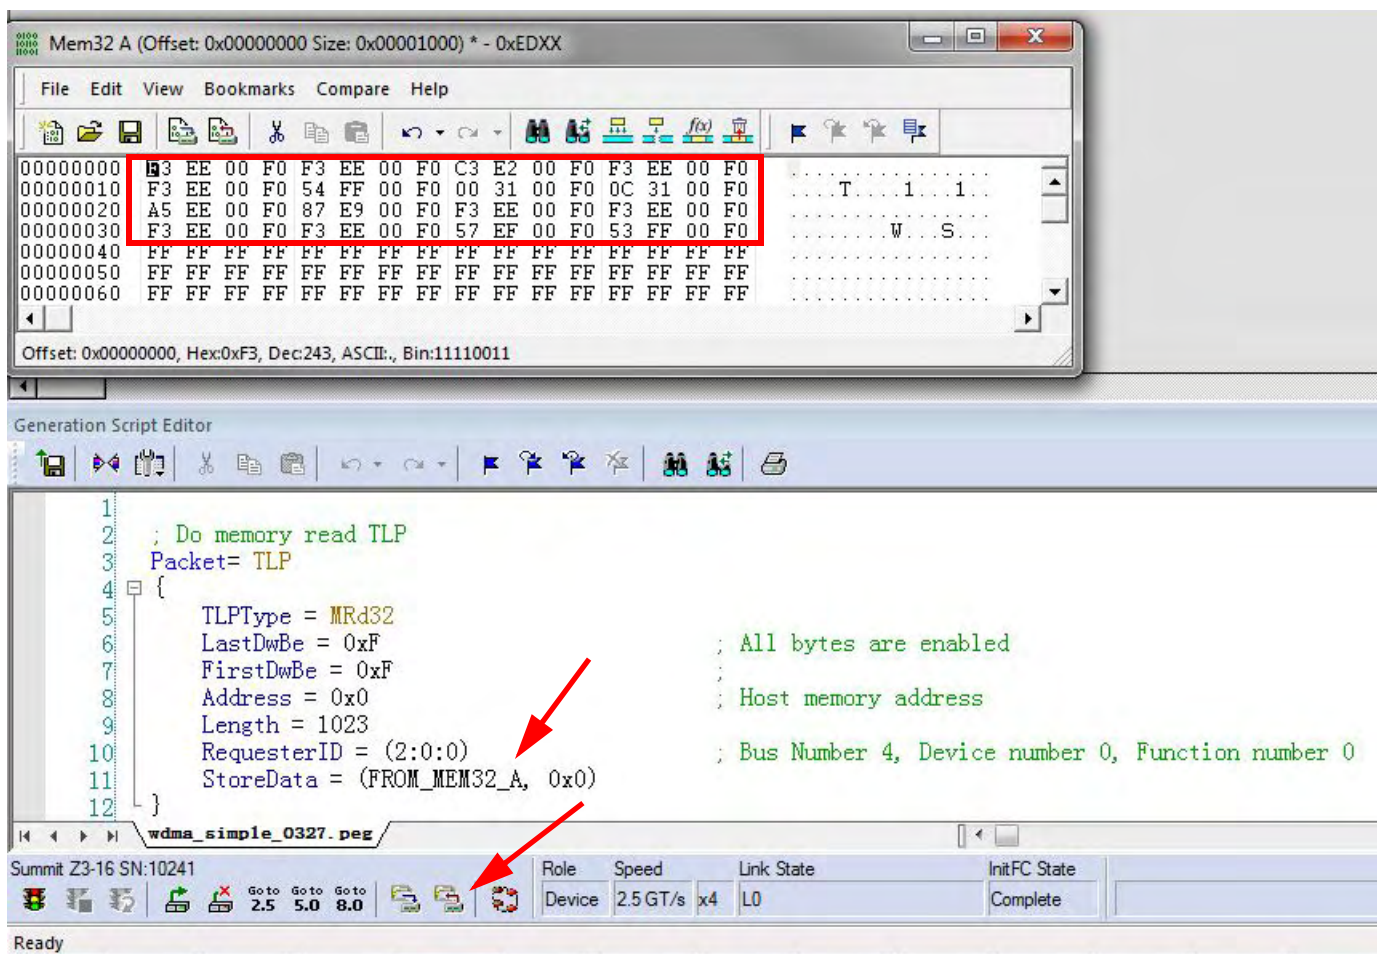 Mem32 A (Offset: 0x00000000 Size: 0x00001000) * - 0xEDXX
File Edit View Bookmarks Compare Help
00000000 F3 EE 00 F0 F3 EE 00 F0 C3 E2 00 F0 F3 EE 00 F0 ................
00000010 F3 EE 00 F0 54 FF 00 F0 00 31 00 F0 0C 31 00 F0 ....T....1...1..
00000020 A5 EE 00 F0 87 E9 00 F0 F3 EE 00 F0 F3 EE 00 F0 ................
00000030 F3 EE 00 F0 F3 EE 00 F0 57 EF 00 F0 53 FF 00 F0 ........W...S...
00000040 FF FF FF FF FF FF FF FF FF FF FF FF FF FF FF FF ................
00000050 FF FF FF FF FF FF FF FF FF FF FF FF FF FF FF FF ................
00000060 FF FF FF FF FF FF FF FF FF FF FF FF FF FF FF FF ................
Offset: 0x00000000, Hex:0xF3, Dec:243, ASCII:., Bin:11110011
Generation Script Editor
1
2 ; Do memory read TLP
3 Packet= TLP
4 {
5 TLPType = MRd32
6 LastDwBe = 0xF ; All bytes are enabled
7 FirstDwBe = 0xF ;
8 Address = 0x0 ; Host memory address
9 Length = 1023
10 RequesterID = (2:0:0) ; Bus Number 4, Device number 0, Function number 0
11 StoreData = (FROM_MEM32_A, 0x0)
12 }
wdma_simple_0327.peg
Summit Z3-16 SN:10241 Role Speed Link State InitFC State
Go to 2.5 Go to 5.0 Go to 8.0 Device 2.5 GT/s x4 L0 Complete
Ready